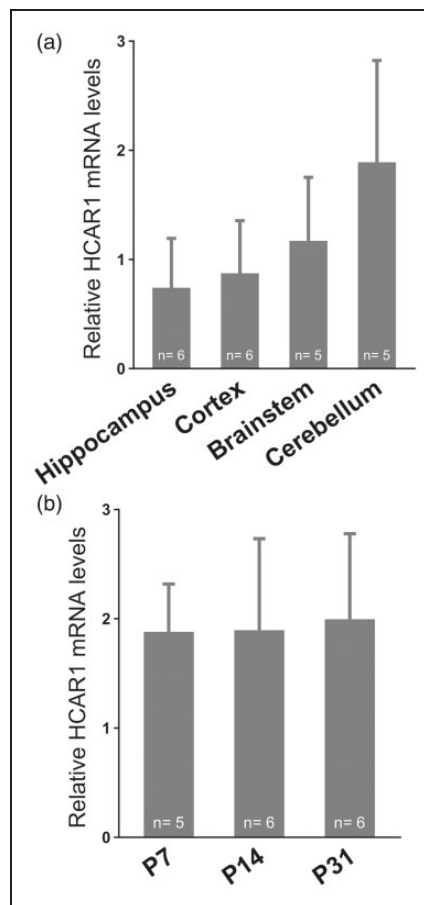 (a)
Relative HCAR1 mRNA levels
3
2
1
0
n= 6
n= 6
n= 5
n= 5
Hippocampus
Cortex
Brainstem
Cerebellum
(b)
Relative HCAR1 mRNA levels
3
2
1
0
n= 5
n= 6
n= 6
P7
P14
P31